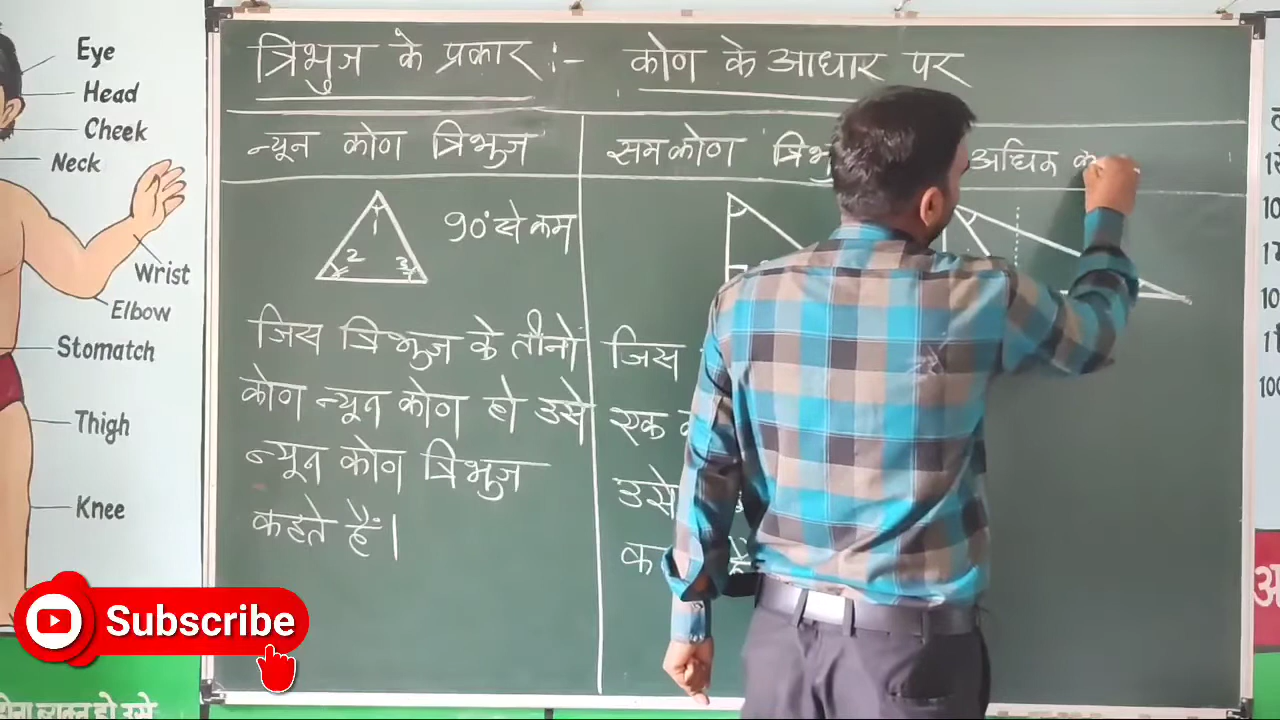 त्रिभुज के प्रकार :- कोण के आधार पर
न्यून कोण त्रिभुज
समकोण
अधिक
1
2
3
90° से कम
जिस त्रिभुज के तीनो
कोण न्यून कोण हो उसे
न्यून कोण त्रिभुज
कहते हैं।
जिस
एक
उसे
Eye
Head
Cheek
Neck
Wrist
Elbow
Stomatch
Thigh
Knee
Subscribe